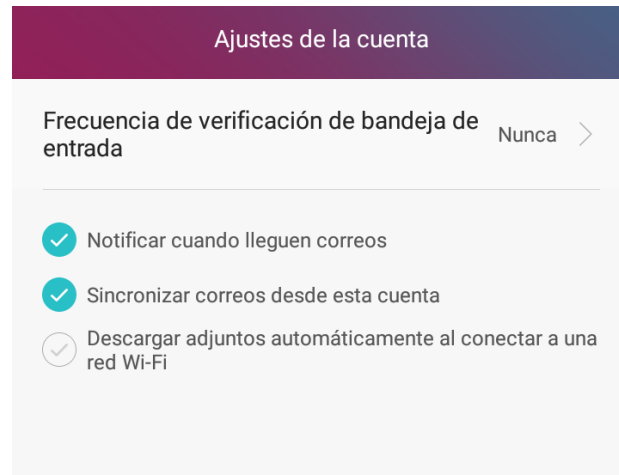 Ajustes de la cuenta
Frecuencia de verificación de bandeja de
entrada
Nunca
Notificar cuando lleguen correos
Sincronizar correos desde esta cuenta
Descargar adjuntos automáticamente al conectar a una
red Wi-Fi